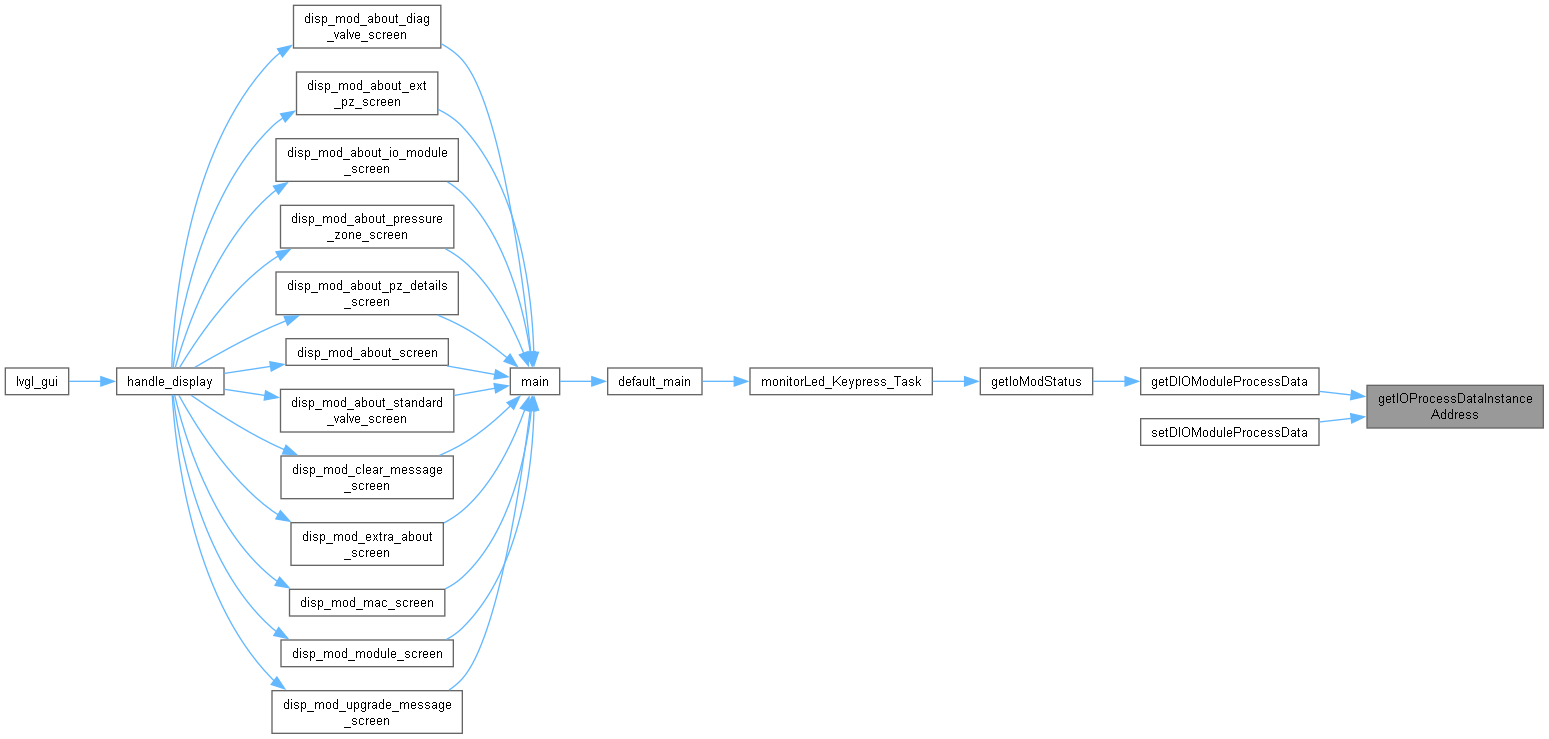 disp_mod_about_diag
_valve_screen
disp_mod_about_ext
_pz_screen
disp_mod_about_io_module
_screen
disp_mod_about_pressure
_zone_screen
disp_mod_about_pz_details
_screen
disp_mod_about_screen
lvgl_gui
handle_display
main
default_main
monitorLed_Keypress_Task
getIoModStatus
getDIOModuleProcessData
getIOProcessDataInstance
Address
disp_mod_about_standard
_valve_screen
setDIOModuleProcessData
disp_mod_clear_message
_screen
disp_mod_extra_about
_screen
disp_mod_mac_screen
disp_mod_module_screen
disp_mod_upgrade_message
_screen